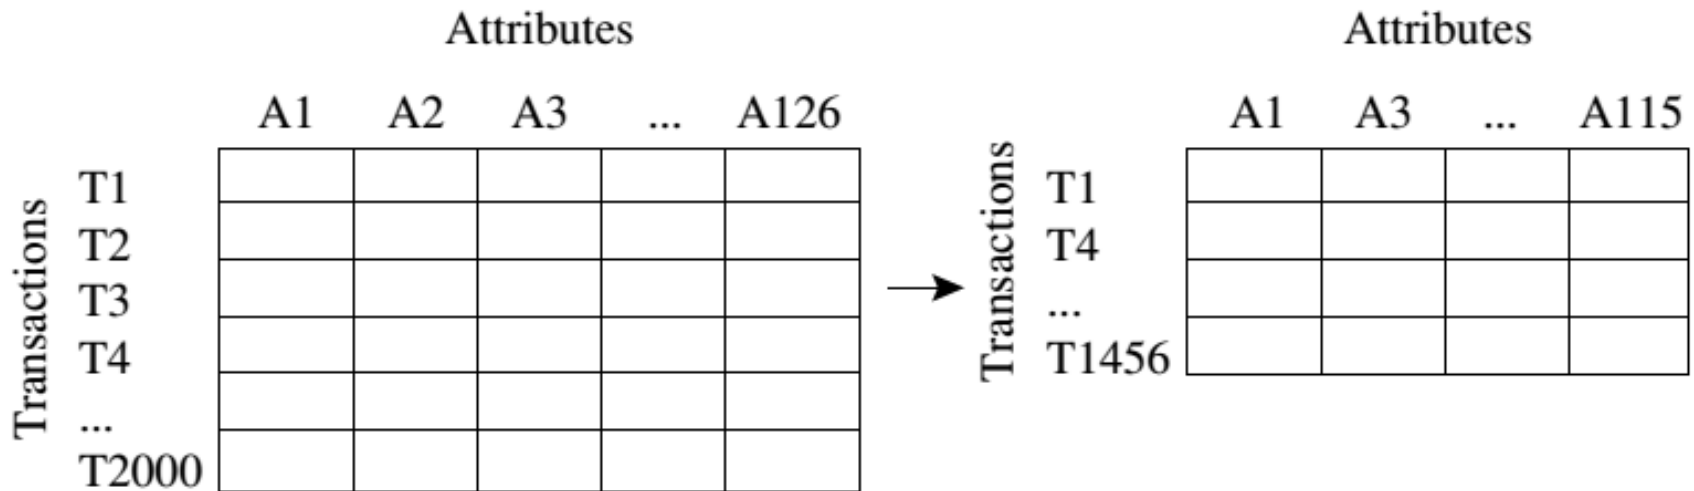 Attributes
A1 A2 A3 ... A126
Transactions
T1
T2
T3
T4
...
T2000
Attributes
A1 A3 ... A115
Transactions
T1
T4
...
T1456